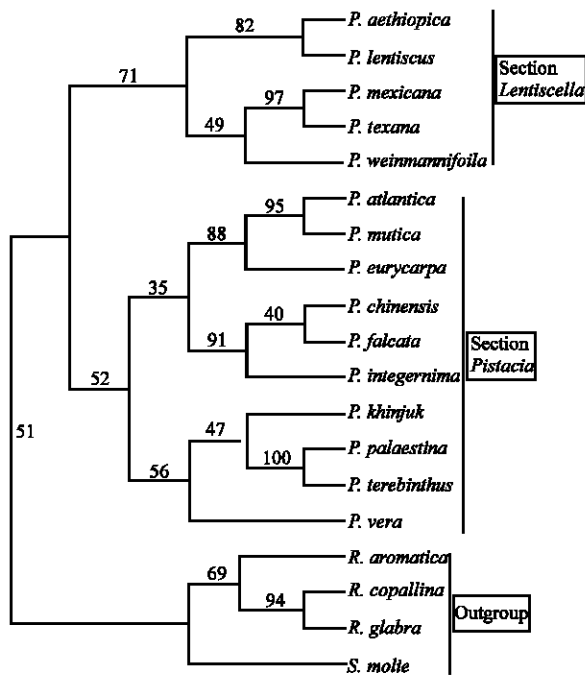 82
P. aethiopica
P. lentiscus
71
Section
Lentiscella
97
P. mexicana
P. texana
49
P. weinmannifoila
95
P. atlantica
P. mutica
88
P. eurycarpa
35
40
P. chinensis
P. falcata
91
P. integernima
Section
Pistacia
52
47
P. khinjuk
P. palaestina
100
P. terebinthus
56
P. vera
51
69
R. aromatica
R. copallina
94
R. glabra
Outgroup
S. molie